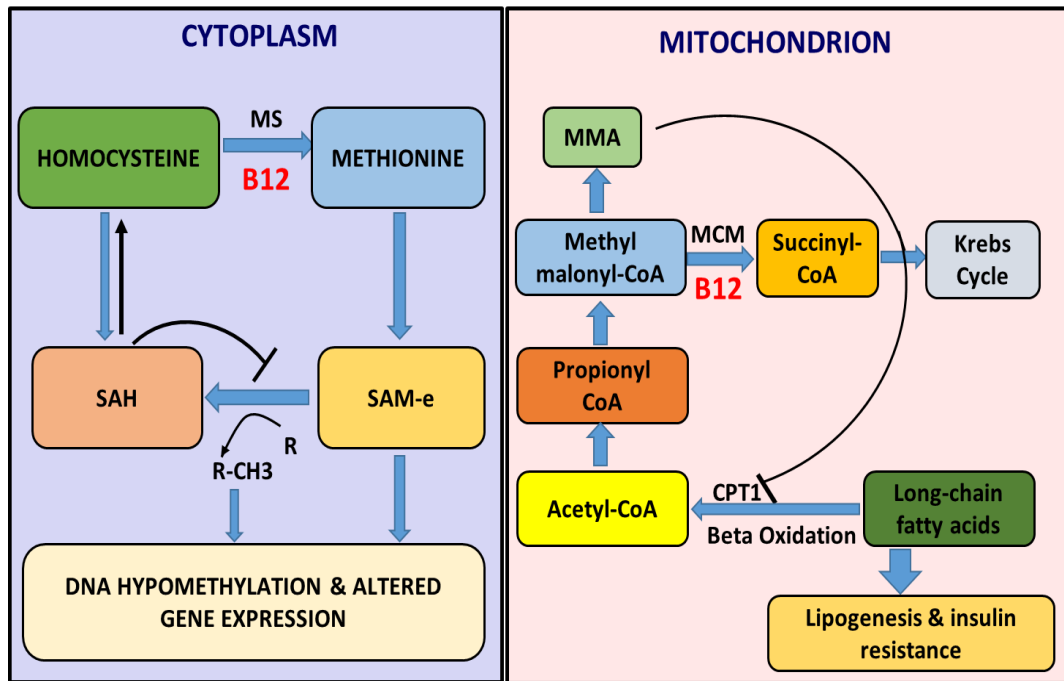 CYTOPLASM
HOMOCYSTEINE
MS
B12
METHIONINE
SAH
SAM-e
R
R-CH3
DNA HYPOMETHYLATION & ALTERED
GENE EXPRESSION
MITOCHONDRION
MMA
Methyl
malonyl-CoA
MCM
B12
Succinyl-
CoA
Krebs
Cycle
Propionyl
CoA
Acetyl-CoA
CPT1
Beta Oxidation
Long-chain
fatty acids
Lipogenesis & insulin
resistance